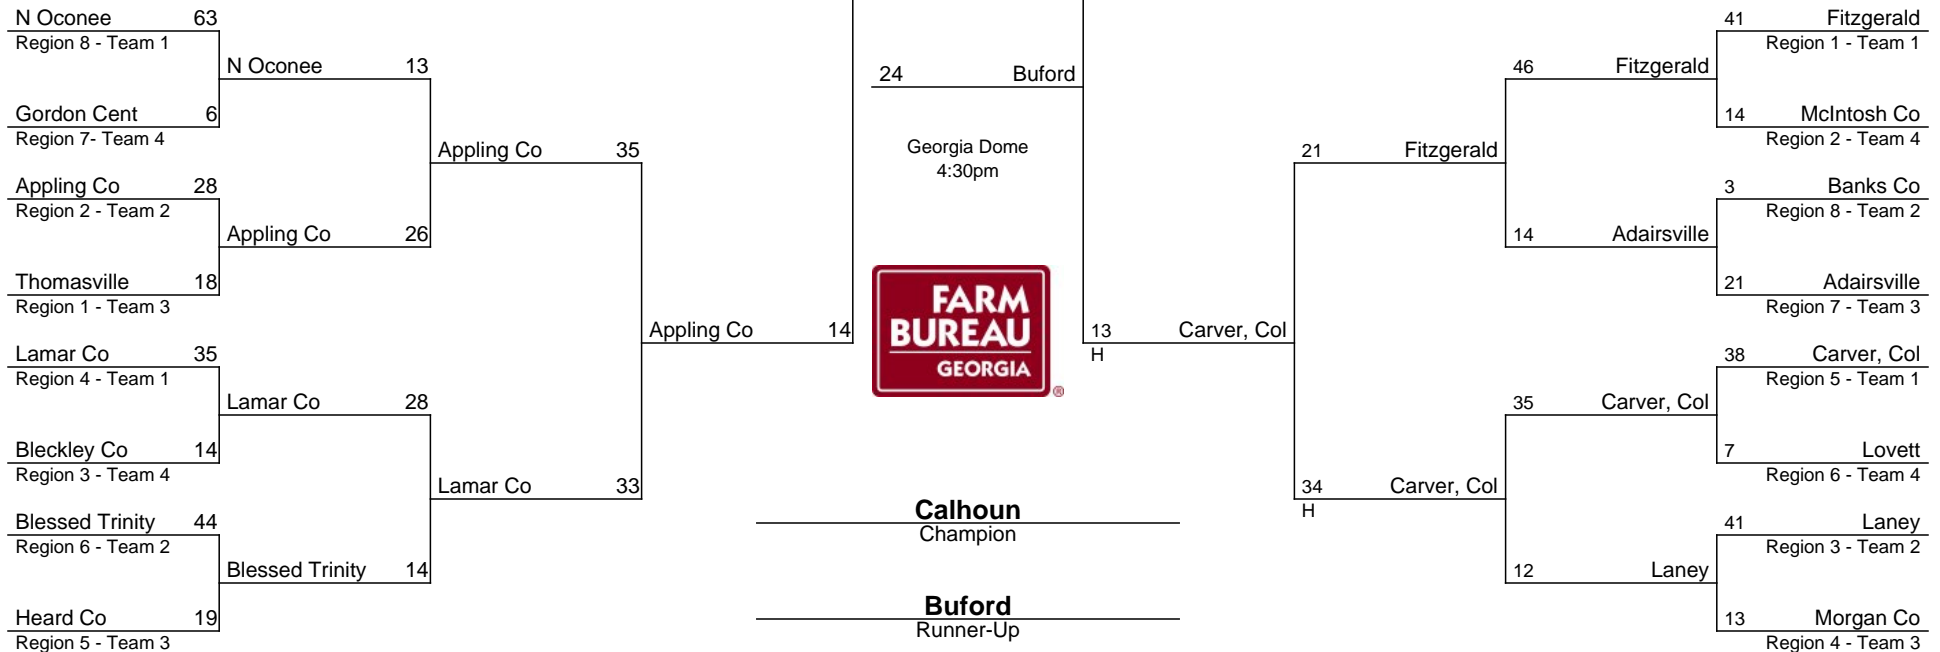 N Oconee 63
Region 8 - Team 1
Gordon Cent 6
Region 7- Team 4
Appling Co 28
Region 2 - Team 2
Thomasville 18
Region 1 - Team 3
Lamar Co 35
Region 4 - Team 1
Bleckley Co 14
Region 3 - Team 4
Blessed Trinity 44
Region 6 - Team 2
Heard Co 19
Region 5 - Team 3
N Oconee 13
Appling Co 26
Lamar Co 28
Blessed Trinity 14
Appling Co 35
Lamar Co 33
Appling Co 14
24 Buford
Georgia Dome
4:30pm
FARM
BUREAU
GEORGIA
®
Calhoun
Champion
Buford
Runner-Up
13 Carver, Col
H
21 Fitzgerald
34 Carver, Col
H
46 Fitzgerald
14 Adairsville
35 Carver, Col
12 Laney
41 Fitzgerald
Region 1 - Team 1
14 McIntosh Co
Region 2 - Team 4
3 Banks Co
Region 8 - Team 2
21 Adairsville
Region 7 - Team 3
38 Carver, Col
Region 5 - Team 1
7 Lovett
Region 6 - Team 4
41 Laney
Region 3 - Team 2
13 Morgan Co
Region 4 - Team 3